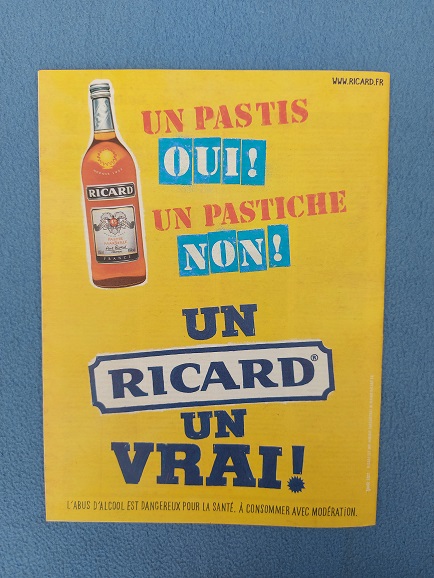 WWW.RICARD.FR
UN PASTIS
OUI!
UN PASTICHE
NON!
RICARD
FRANCE
UN
RICARD®
UN
VRAI!
L'ABUS D'ALCOOL EST DANGEREUX POUR LA SANTÉ. À CONSOMMER AVEC MODÉRATION.